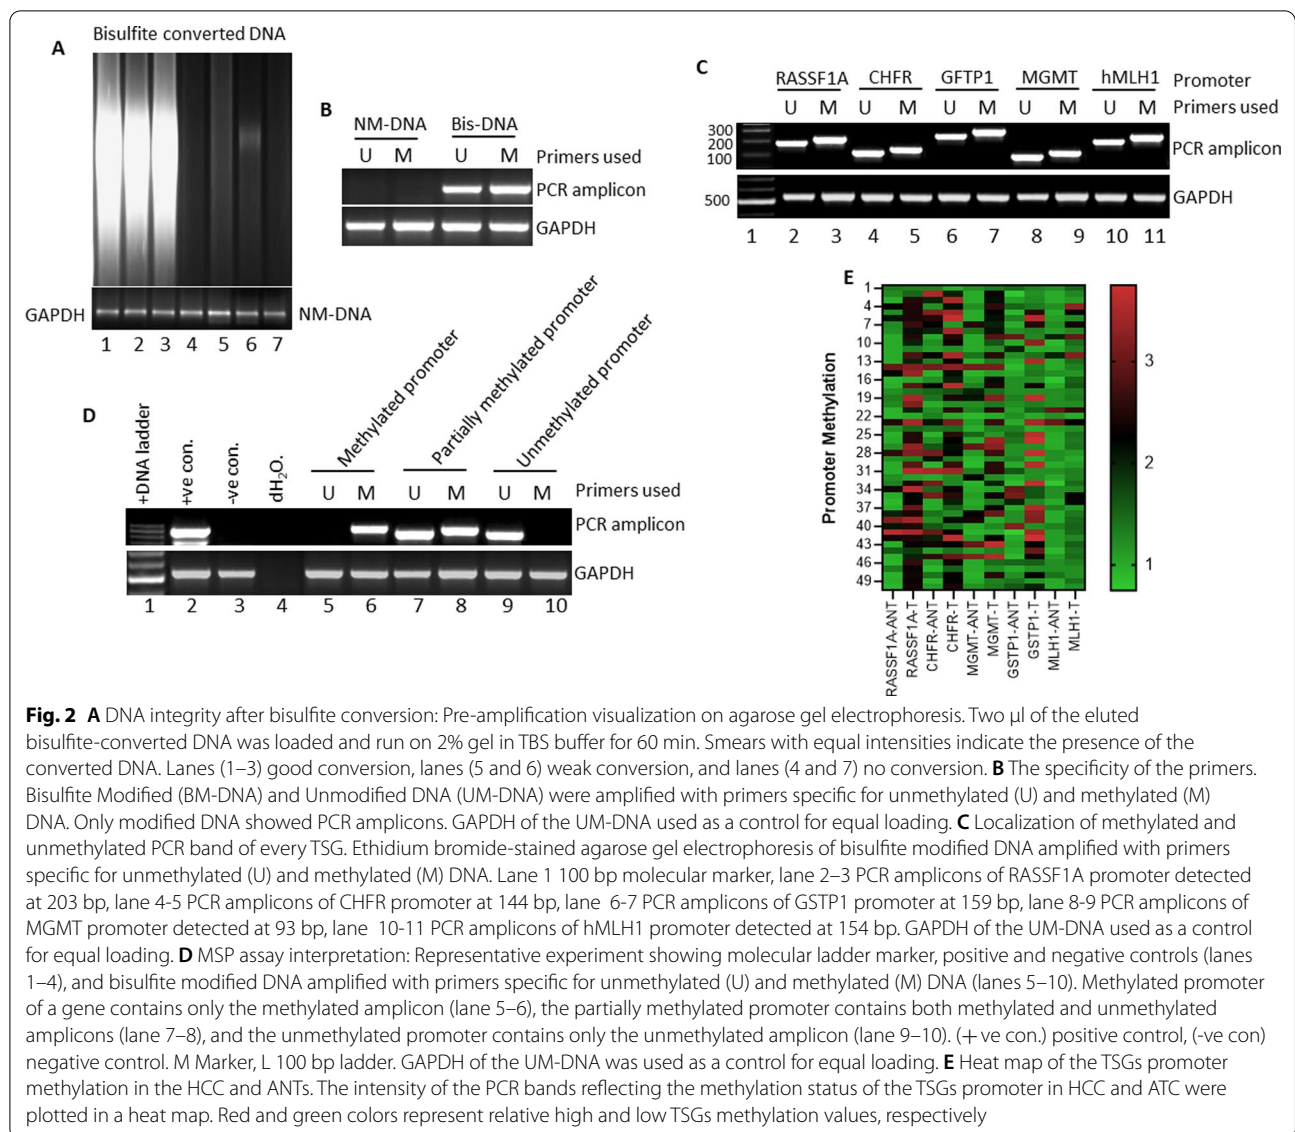 A
Bisulfite converted DNA
GAPDH
NM-DNA
1 2 3 4 5 6 7
B
NM-DNA Bis-DNA
U M U M Primers used
PCR amplicon
GAPDH
C
RASSF1A CHFR GFTP1 MGMT hMLH1 Promoter
U M U M U M U M U M Primers used
300
200
100
PCR amplicon
500
GAPDH
1 2 3 4 5 6 7 8 9 10 11
D
+DNA ladder
+ve con.
-ve con.
dH₂O.
Methylated promoter
Partially methylated promoter
Unmethylated promoter
U M U M U M Primers used
PCR amplicon
GAPDH
1 2 3 4 5 6 7 8 9 10
E
Promoter Methylation
1
4
7
10
13
16
19
22
25
28
31
34
37
40
43
46
49
RASSF1A-ANT
RASSF1A-T
CHFR-ANT
CHFR-T
MGMT-ANT
MGMT-T
GSTP1-ANT
GSTP1-T
MLH1-ANT
MLH1-T
3
2
1
Fig. 2 A DNA integrity after bisulfite conversion: Pre-amplification visualization on agarose gel electrophoresis. Two µl of the eluted
bisulfite-converted DNA was loaded and run on 2% gel in TBS buffer for 60 min. Smears with equal intensities indicate the presence of the
converted DNA. Lanes (1–3) good conversion, lanes (5 and 6) weak conversion, and lanes (4 and 7) no conversion. B The specificity of the primers.
Bisulfite Modified (BM-DNA) and Unmodified DNA (UM-DNA) were amplified with primers specific for unmethylated (U) and methylated (M)
DNA. Only modified DNA showed PCR amplicons. GAPDH of the UM-DNA used as a control for equal loading. C Localization of methylated and
unmethylated PCR band of every TSG. Ethidium bromide-stained agarose gel electrophoresis of bisulfite modified DNA amplified with primers
specific for unmethylated (U) and methylated (M) DNA. Lane 1 100 bp molecular marker, lane 2–3 PCR amplicons of RASSF1A promoter detected
at 203 bp, lane 4-5 PCR amplicons of CHFR promoter at 144 bp, lane 6-7 PCR amplicons of GSTP1 promoter at 159 bp, lane 8-9 PCR amplicons of
MGMT promoter detected at 93 bp, lane 10-11 PCR amplicons of hMLH1 promoter detected at 154 bp. GAPDH of the UM-DNA used as a control
for equal loading. D MSP assay interpretation: Representative experiment showing molecular ladder marker, positive and negative controls (lanes
1–4), and bisulfite modified DNA amplified with primers specific for unmethylated (U) and methylated (M) DNA (lanes 5–10). Methylated promoter
of a gene contains only the methylated amplicon (lane 5–6), the partially methylated promoter contains both methylated and unmethylated
amplicons (lane 7–8), and the unmethylated promoter contains only the unmethylated amplicon (lane 9–10). (+ve con.) positive control, (-ve con)
negative control. M Marker, L 100 bp ladder. GAPDH of the UM-DNA was used as a control for equal loading. E Heat map of the TSGs promoter
methylation in the HCC and ANTs. The intensity of the PCR bands reflecting the methylation status of the TSGs promoter in HCC and ATC were
plotted in a heat map. Red and green colors represent relative high and low TSGs methylation values, respectively